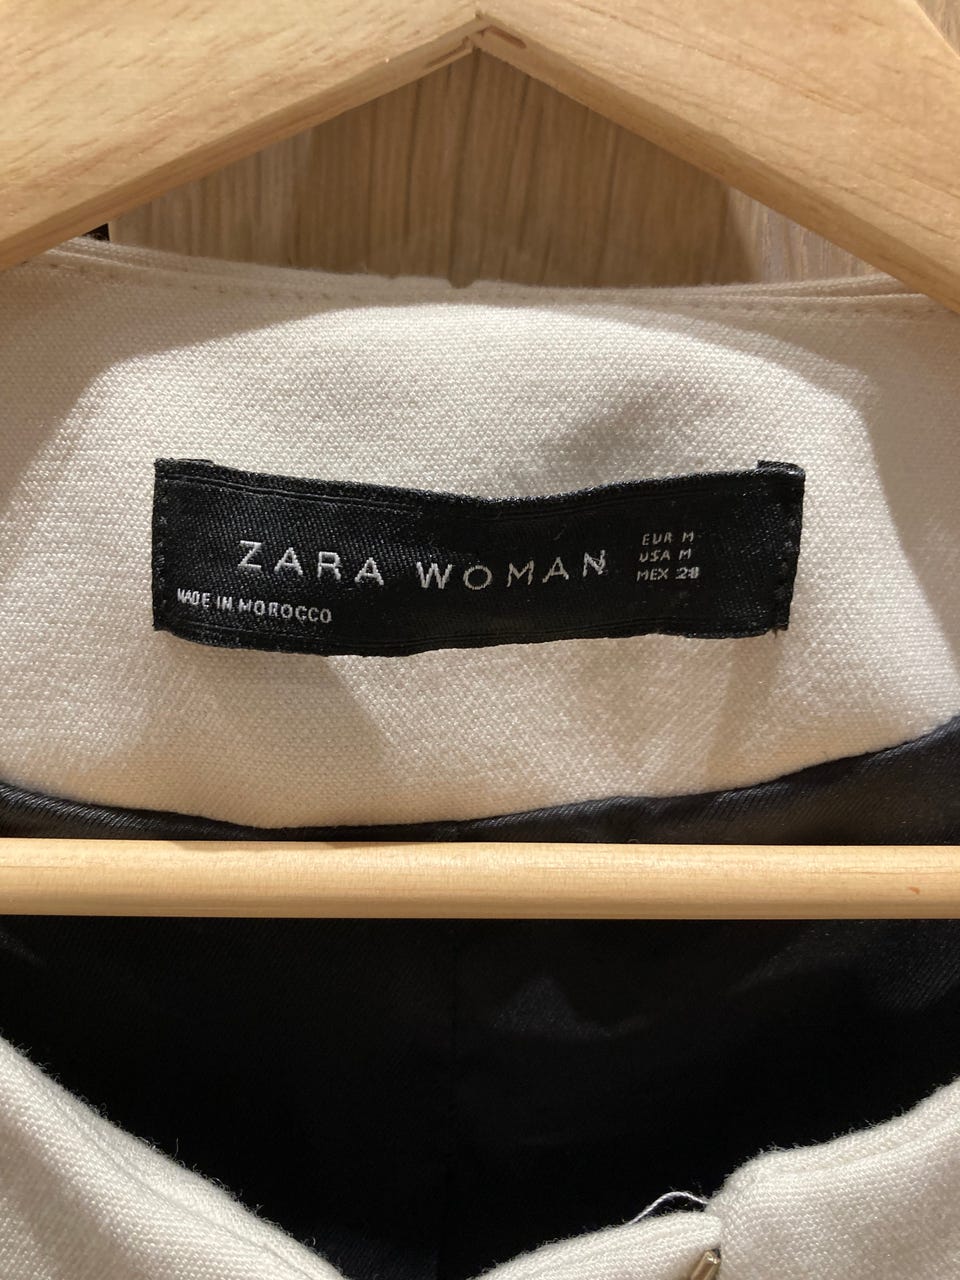 ZARA WOMAN
EUR M
USA M
MEX 28
MADE IN MOROCCO